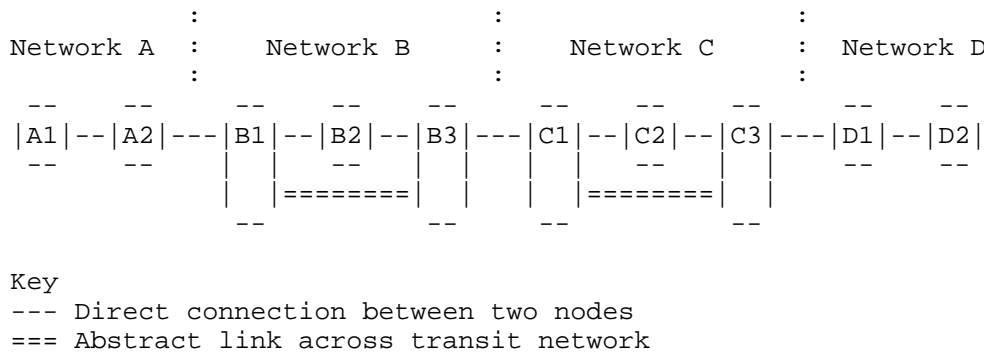 :                         :                         :
Network A  :      Network B       :      Network C       :   Network D
                :                         :                         :
 --     --       --      --      --       --      --      --       --      --
|A1|--|A2|---|B1|--|B2|--|B3|---|C1|--|C2|--|C3|---|D1|--|D2|
 --     --     |  |   --   |  |     |  |   --   |  |     --      --
               |  |========|  |     |  |========|  |
                --          --       --          --
Key
--- Direct connection between two nodes
=== Abstract link across transit network